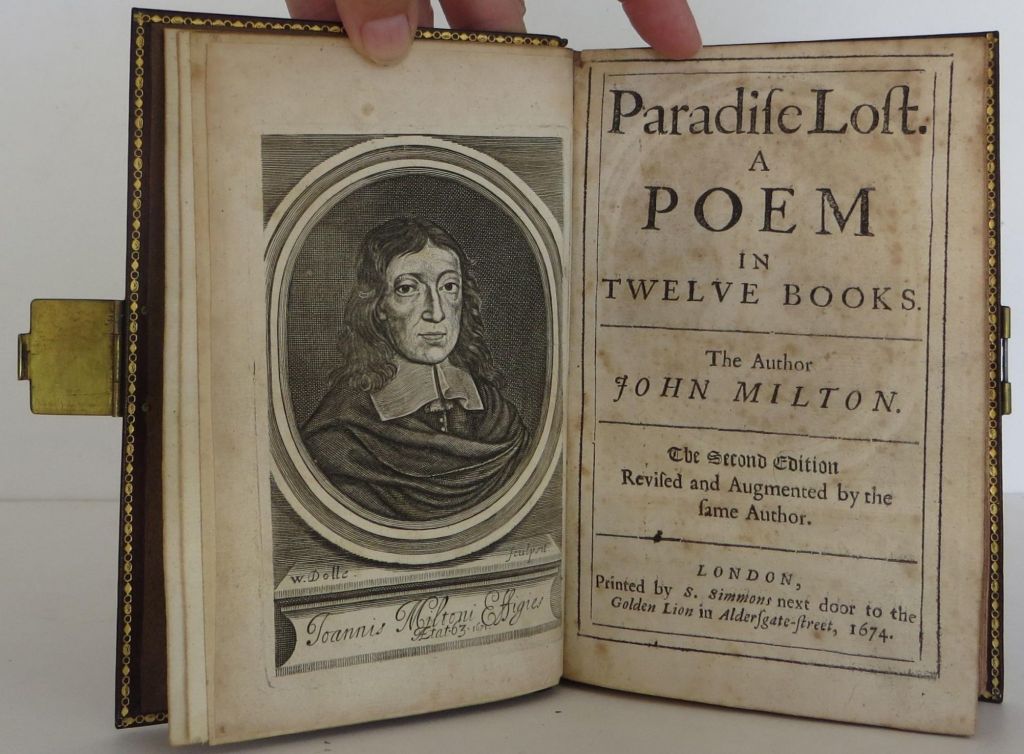 W. Dolle.
sculpsit
Joannis Miltoni Effigies
Ætat: 63.
Paradiſe Loſt.
A
POEM
IN
TWELVE BOOKS.
The Author
JOHN MILTON.
The Second Edition
Reviſed and Augmented by the
ſame Author.
LONDON,
Printed by S. Simmons next door to the
Golden Lion in Alderſgate-ſtreet, 1674.